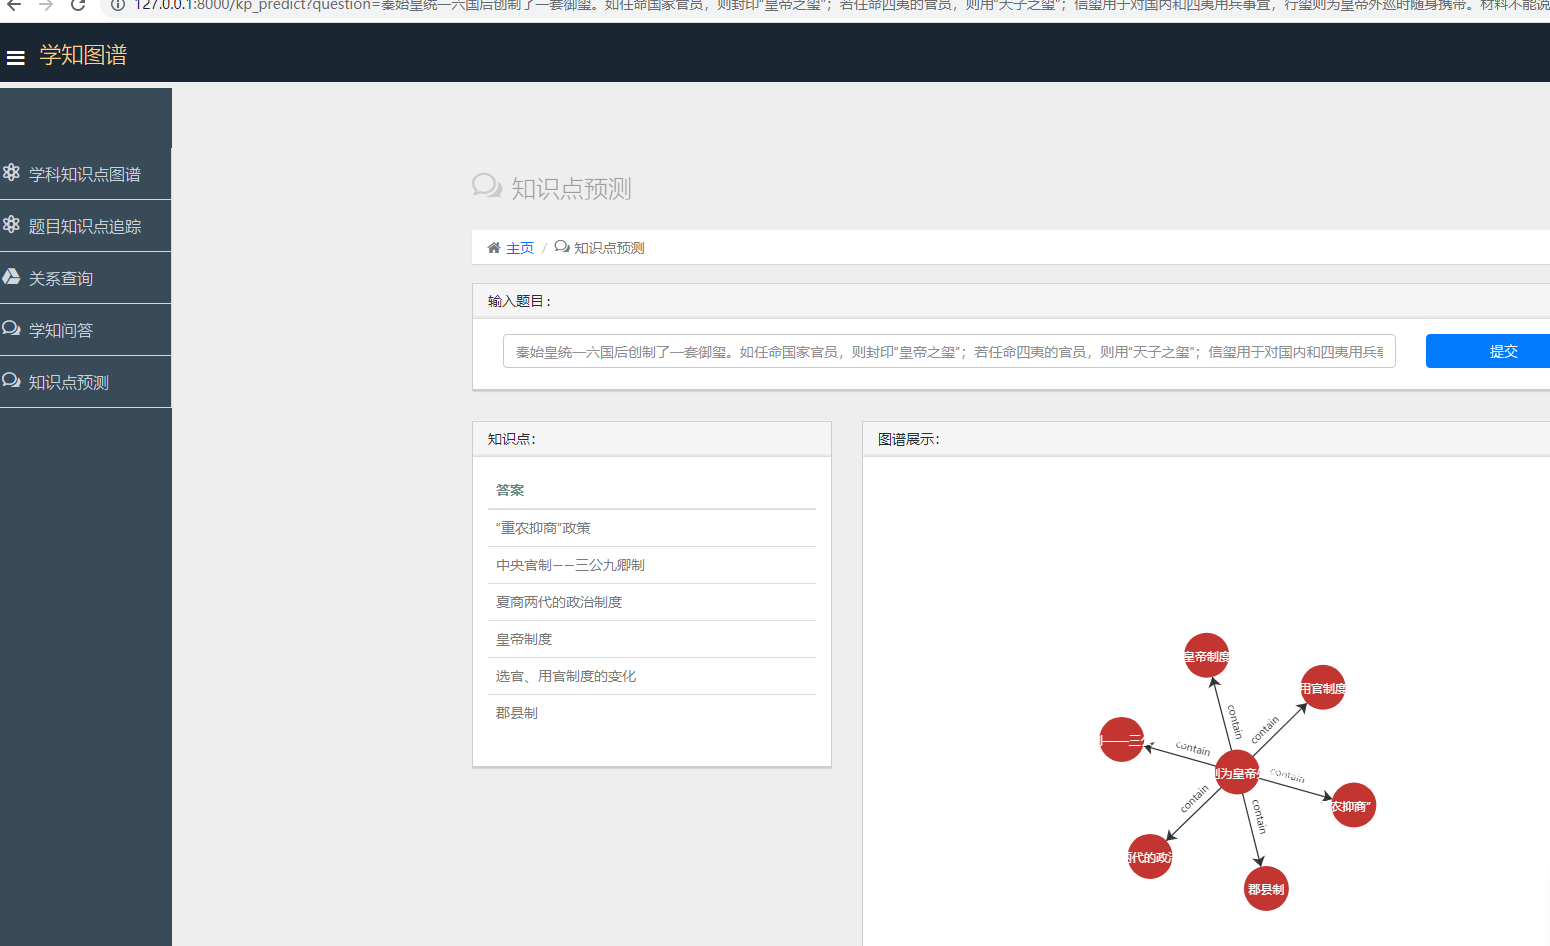 127.0.0.1:8000/kp_predict?question=秦始皇统一六国后创制了一套御玺。如任命国家官员，则封印“皇帝之玺”；若任命四夷的官员，则用“天子之玺”；信玺用于对国内和四夷用兵事宜，行玺则为皇帝外巡时随身携带。材料不能说
学知图谱
学科知识点图谱
题目知识点追踪
关系查询
学知问答
知识点预测
知识点预测
主页 / 知识点预测
输入题目：
秦始皇统一六国后创制了一套御玺。如任命国家官员，则封印“皇帝之玺”；若任命四夷的官员，则用“天子之玺”；信玺用于对国内和四夷用兵事
提交
知识点：
答案
“重农抑商”政策
中央官制——三公九卿制
夏商两代的政治制度
皇帝制度
选官、用官制度的变化
郡县制
图谱展示：
皇帝制度
用官制度
contain
contain
——三
contain
则为皇帝
contain
农抑商”
contain
contain
两代的政
郡县制